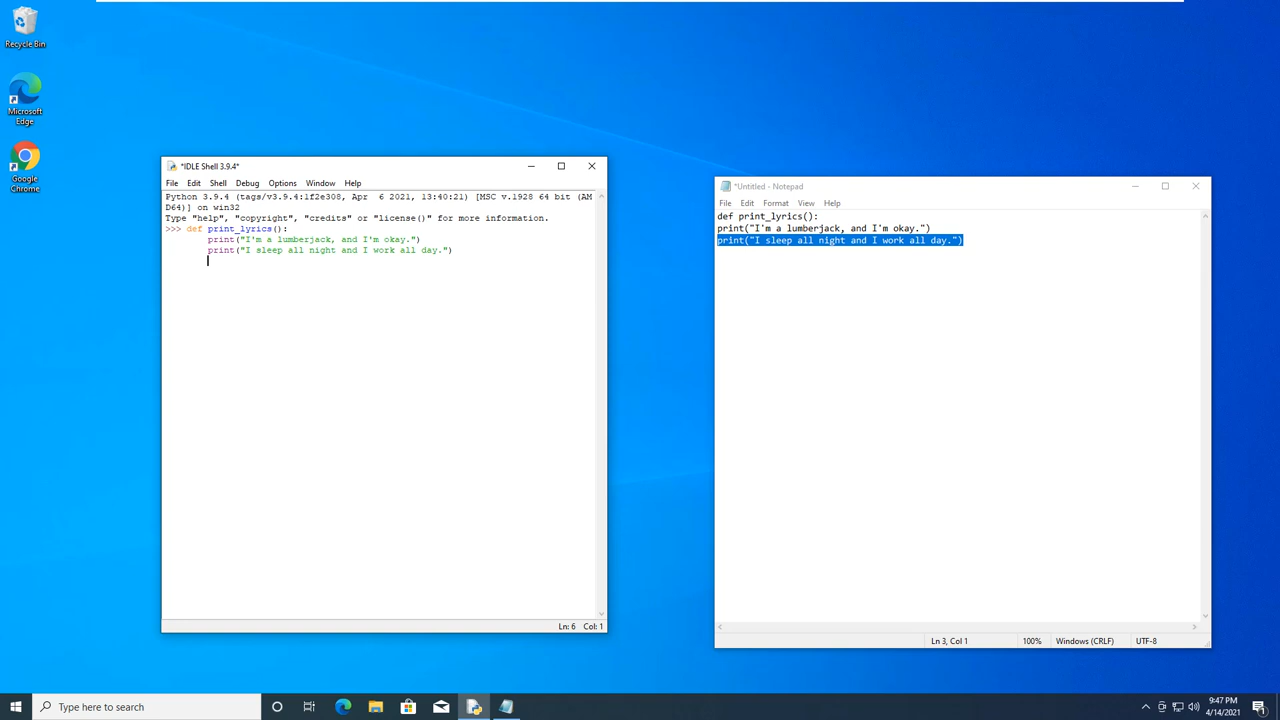 Recycle Bin
Microsoft
Edge
Google
Chrome
*IDLE Shell 3.9.4*
File Edit Shell Debug Options Window Help
Python 3.9.4 (tags/v3.9.4:1f2e308, Apr  6 2021, 13:40:21) [MSC v.1928 64 bit (AM
D64)] on win32
Type "help", "copyright", "credits" or "license()" for more information.
>>> def print_lyrics():
print("I'm a lumberjack, and I'm okay.")
print("I sleep all night and I work all day.")
Ln: 6 Col: 1
*Untitled - Notepad
File Edit Format View Help
def print_lyrics():
print("I'm a lumberjack, and I'm okay.")
print("I sleep all night and I work all day.")
Ln 3, Col 1 100% Windows (CRLF) UTF-8
Type here to search
9:47 PM
4/14/2021
1